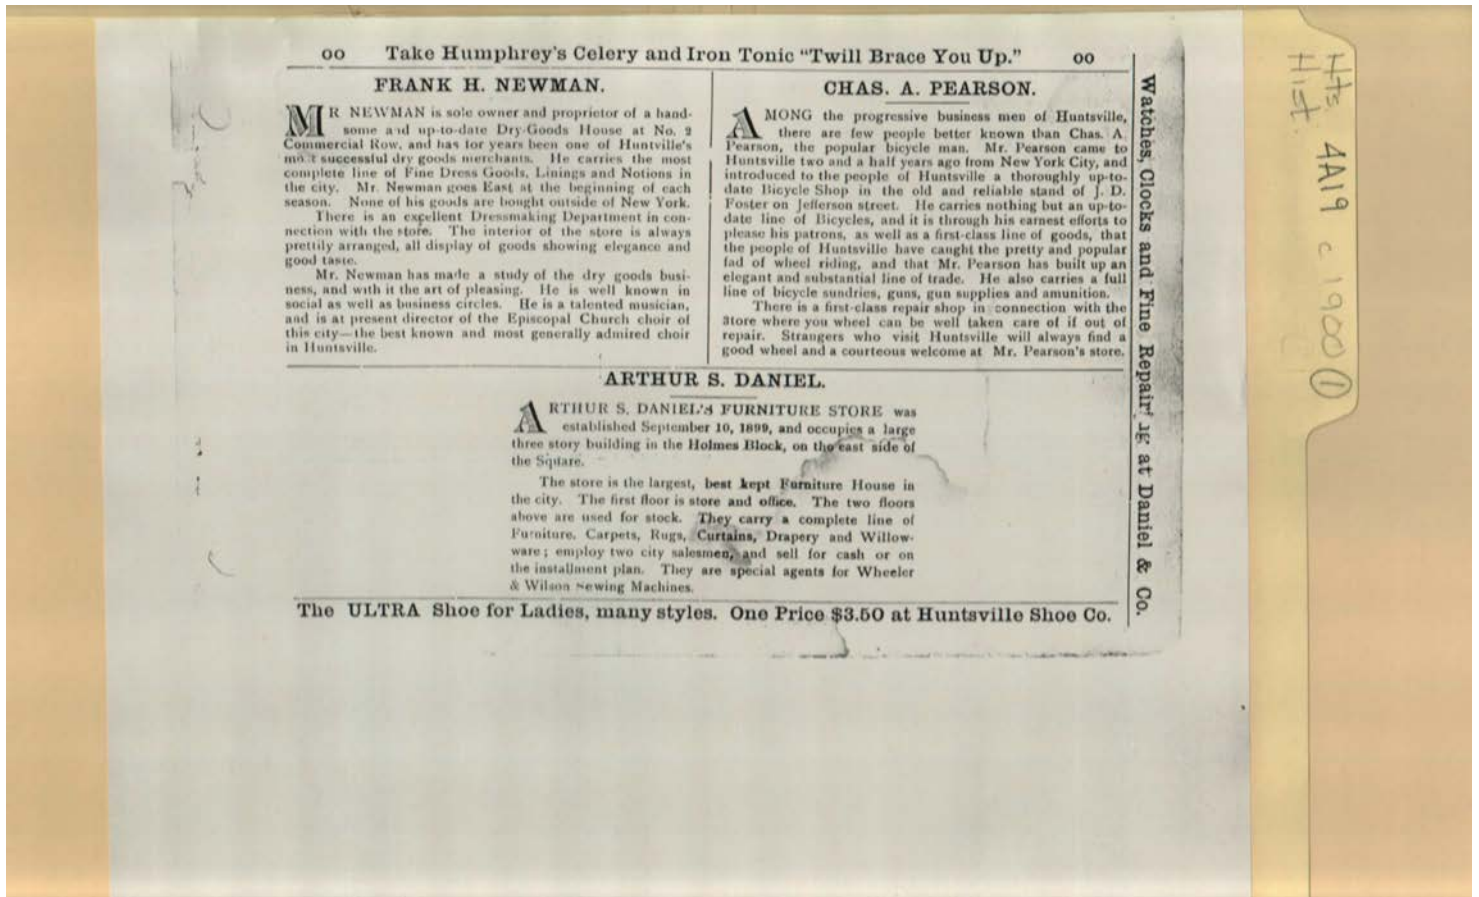 oo Take Humphrey's Celery and Iron Tonic "Twill Brace You Up." oo
FRANK H. NEWMAN.
MR NEWMAN is sole owner and proprietor of a hand-
some and up-to-date Dry-Goods House at No. 2
Commercial Row, and has for years been one of Huntville's
most successful dry goods merchants. He carries the most
complete line of Fine Dress Goods, Linings and Notions in
the city. Mr. Newman goes East at the beginning of each
season. None of his goods are bought outside of New York.
There is an excellent Dressmaking Department in con-
nection with the store. The interior of the store is always
prettily arranged, all display of goods showing elegance and
good taste.
Mr. Newman has made a study of the dry goods busi-
ness, and with it the art of pleasing. He is well known in
social as well as business circles. He is a talented musician,
and is at present director of the Episcopal Church choir of
this city—the best known and most generally admired choir
in Huntsville.
CHAS. A. PEARSON.
AMONG the progressive business men of Huntsville,
there are few people better known than Chas. A.
Pearson, the popular bicycle man. Mr. Pearson came to
Huntsville two and a half years ago from New York City, and
introduced to the people of Huntsville a thoroughly up-to-
date Bicycle Shop in the old and reliable stand of J. D.
Foster on Jefferson street. He carries nothing but an up-to-
date line of Bicycles, and it is through his earnest efforts to
please his patrons, as well as a first-class line of goods, that
the people of Huntsville have caught the pretty and popular
fad of wheel riding, and that Mr. Pearson has built up an
elegant and substantial line of trade. He also carries a full
line of bicycle sundries, guns, gun supplies and amunition.
There is a first-class repair shop in connection with the
store where you wheel can be well taken care of if out of
repair. Strangers who visit Huntsville will always find a
good wheel and a courteous welcome at Mr. Pearson's store.
ARTHUR S. DANIEL.
ARTHUR S. DANIEL'S FURNITURE STORE was
established September 10, 1899, and occupies a large
three story building in the Holmes Block, on the east side of
the Square.
The store is the largest, best kept Furniture House in
the city. The first floor is store and office. The two floors
above are used for stock. They carry a complete line of
Furniture, Carpets, Rugs, Curtains, Drapery and Willow-
ware; employ two city salesmen, and sell for cash or on
the installment plan. They are special agents for Wheeler
& Wilson Sewing Machines.
The ULTRA Shoe for Ladies, many styles. One Price $3.50 at Huntsville Shoe Co.
Watches, Clocks and Fine Repairing at Daniel & Co.
Hts 4A19 c 1900 ①
Hist.